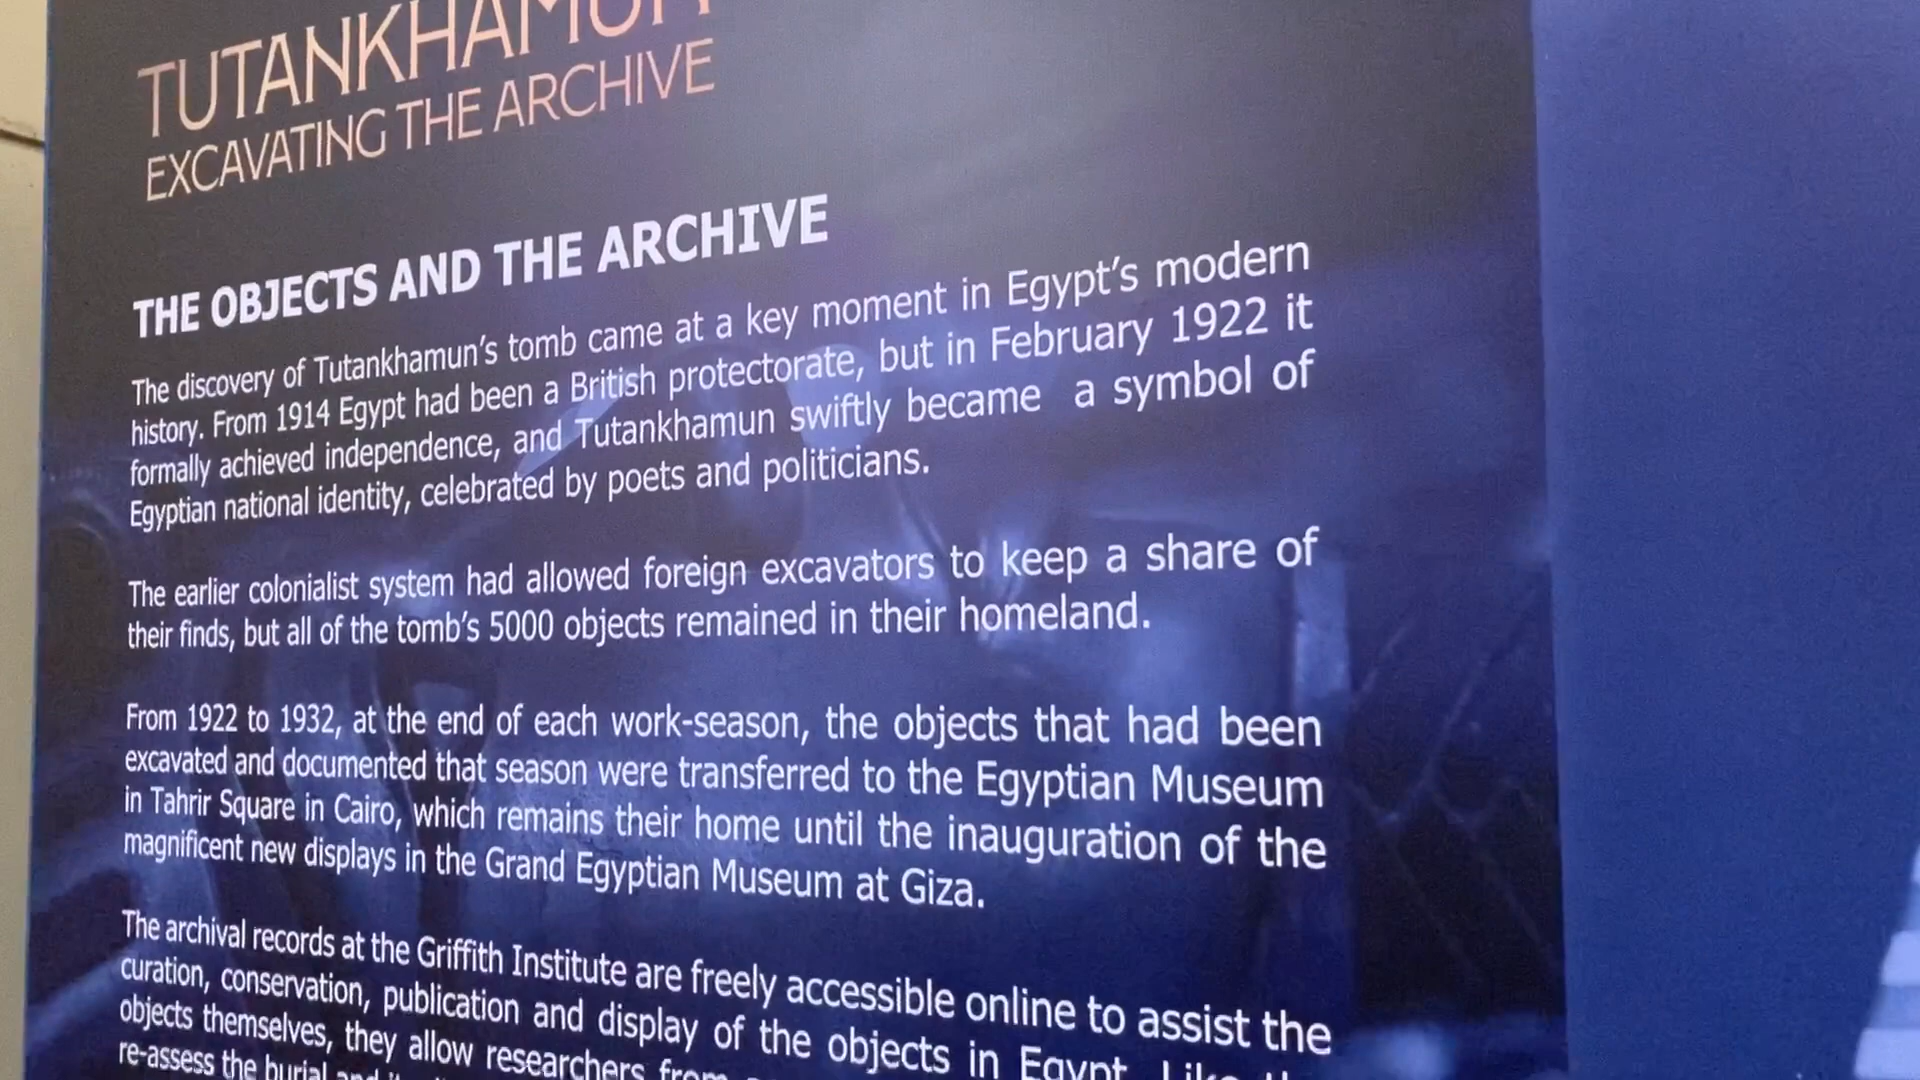 TUTANKHAMUN
EXCAVATING THE ARCHIVE
THE OBJECTS AND THE ARCHIVE
The discovery of Tutankhamun's tomb came at a key moment in Egypt's modern
history. From 1914 Egypt had been a British protectorate, but in February 1922 it
formally achieved independence, and Tutankhamun swiftly became a symbol of
Egyptian national identity, celebrated by poets and politicians.
The earlier colonialist system had allowed foreign excavators to keep a share of
their finds, but all of the tomb's 5000 objects remained in their homeland.
From 1922 to 1932, at the end of each work-season, the objects that had been
excavated and documented that season were transferred to the Egyptian Museum
in Tahrir Square in Cairo, which remains their home until the inauguration of the
magnificent new displays in the Grand Egyptian Museum at Giza.
The archival records at the Griffith Institute are freely accessible online to assist the
curation, conservation, publication and display of the objects in Egypt. Like
objects themselves, they allow researchers from
re-assess the burial and